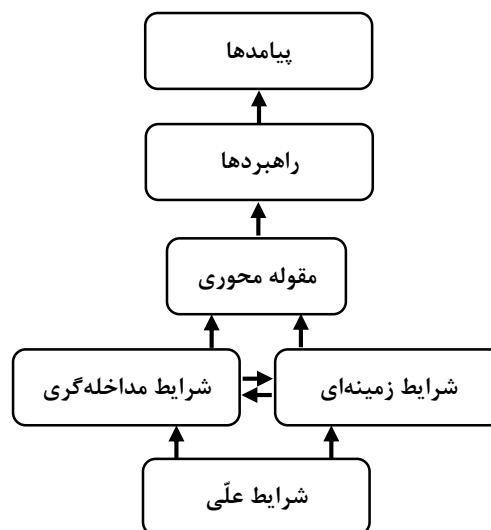 پیامدها
راهبردها
مقوله محوری
شرایط زمینه‌ای
شرایط مداخله‌گری
شرایط علّی